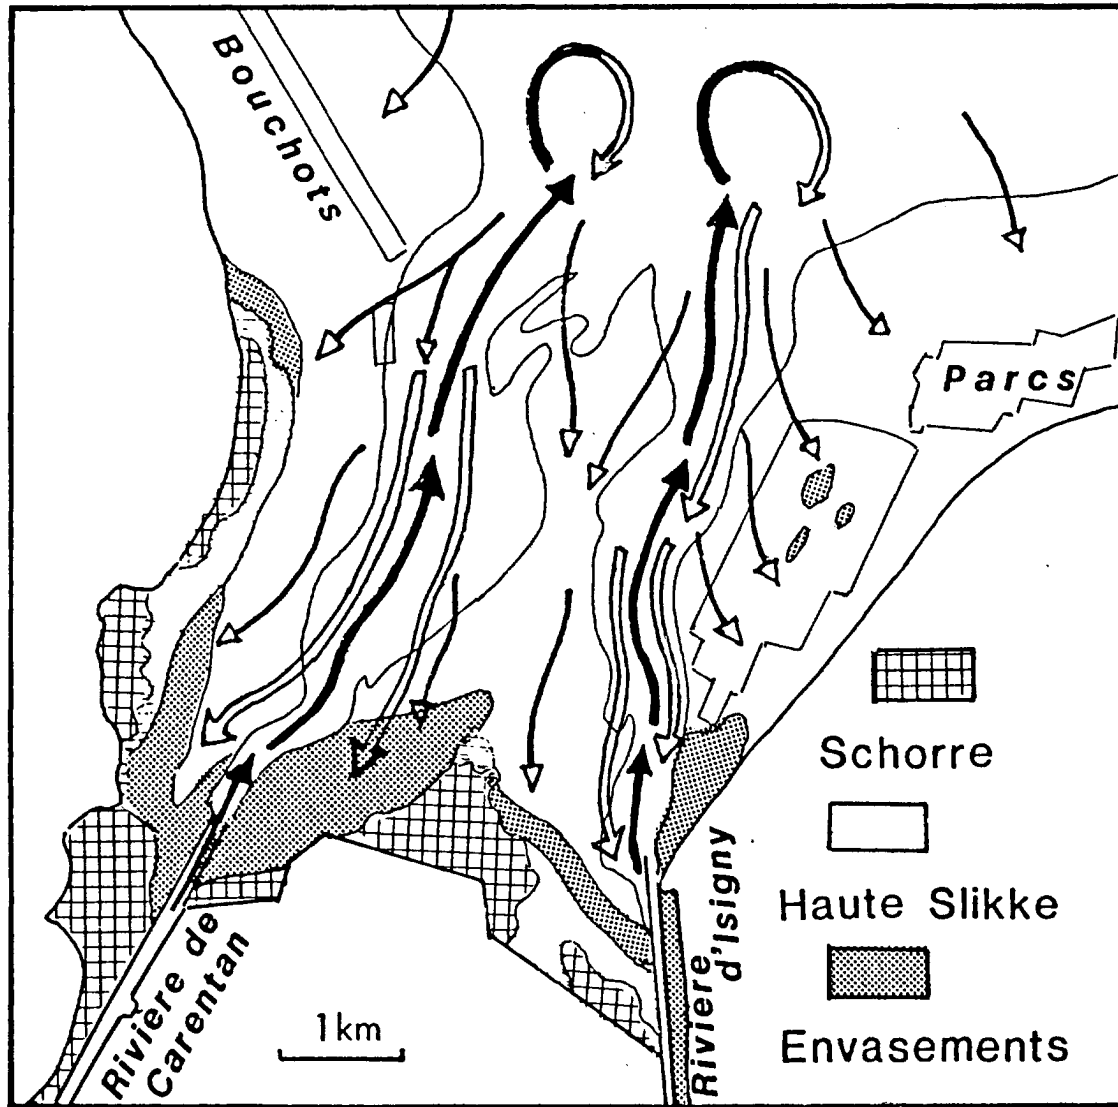 Bouchots
Parcs
Schorre
Haute Slikke
Envasements
Riviere de
Carentan
1km
Riviere
d'Isigny